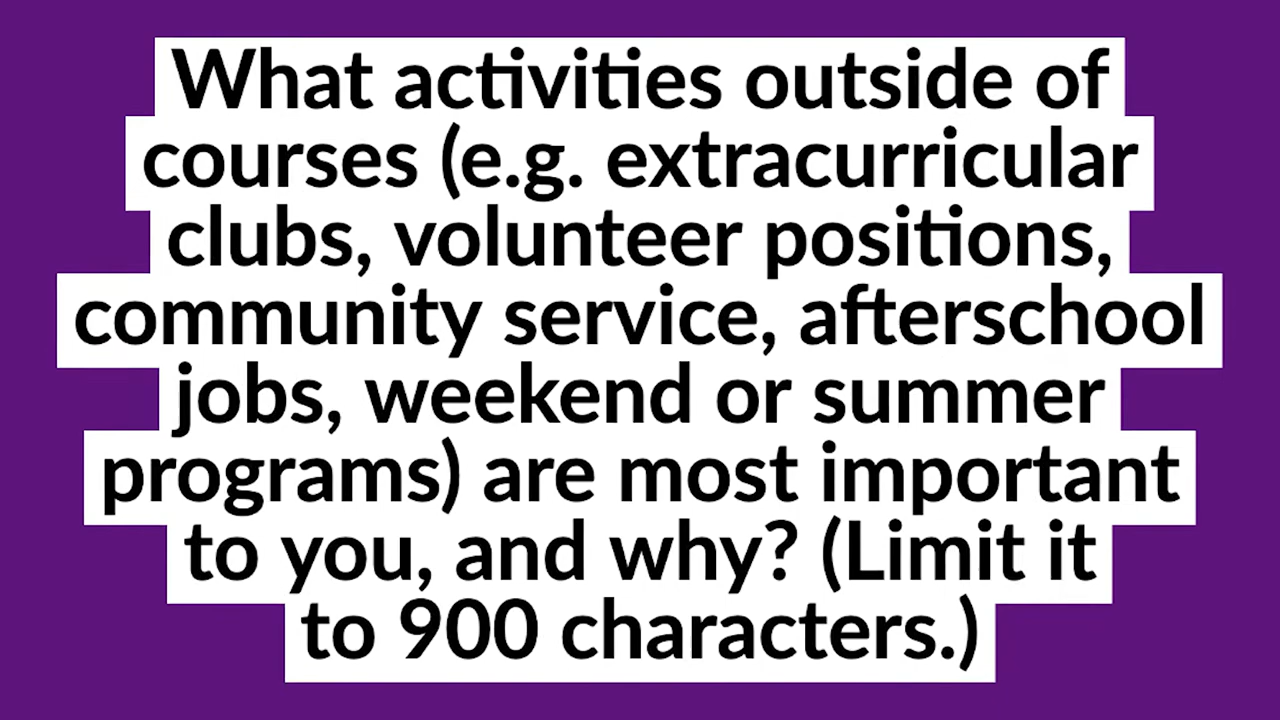 What activities outside of
courses (e.g. extracurricular
clubs, volunteer positions,
community service, afterschool
jobs, weekend or summer
programs) are most important
to you, and why? (Limit it
to 900 characters.)